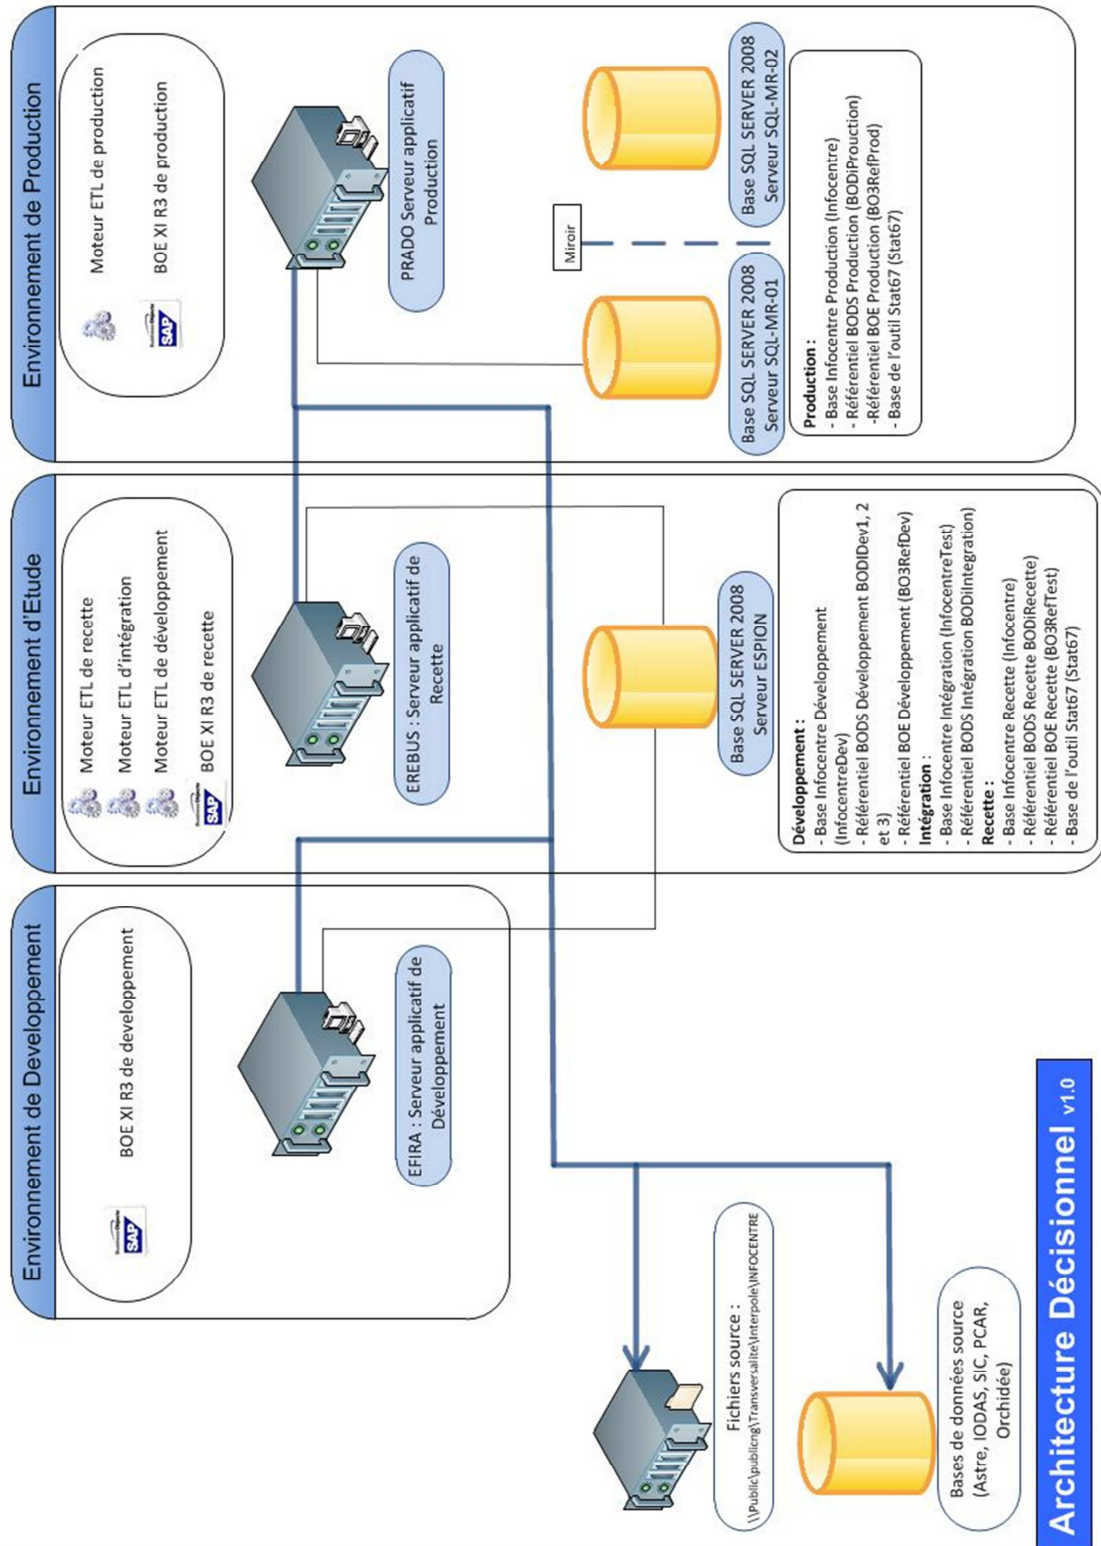 Environnement de Developpement
BOE XI R3 de developpement
SAP
EFIRA : Serveur applicatif de
Développement
Environnement d'Etude
Moteur ETL de recette
Moteur ETL d'intégration
Moteur ETL de développement
BOE XI R3 de recette
SAP
EREBUS : Serveur applicatif de
Recette
Base SQL SERVER 2008
Serveur ESPION
Développement :
- Base Infocentre Développement
(InfocentreDev)
- Référentiel BODS Développement BODIDev1, 2
et 3)
- Référentiel BOE Développement (BO3RefDev)
Intégration :
- Base Infocentre Intégration (InfocentreTest)
- Référentiel BODS Intégration BODiIntegration)
Recette :
- Base Infocentre Recette (Infocentre)
- Référentiel BODS Recette BODiRecette)
- Référentiel BOE Recette (BO3RefTest)
- Base de l'outil Stat67 (Stat67)
Environnement de Production
Moteur ETL de production
BOE XI R3 de production
SAP
PRADO Serveur applicatif
Production
Miroir
Base SQL SERVER 2008
Serveur SQL-MR-01
Base SQL SERVER 2008
Serveur SQL-MR-02
Production :
- Base Infocentre Production (Infocentre)
- Référentiel BODS Production (BODiProuction)
-Référentiel BOE Production (BO3RefProd)
- Base de l'outil Stat67 (Stat67)
Fichiers source :
\\Public\publicng\Transversalite\Interpole\INFOCENTRE
Bases de données source
(Astre, IODAS, SIC, PCAR,
Orchidée)
Architecture Décisionnel v1.0